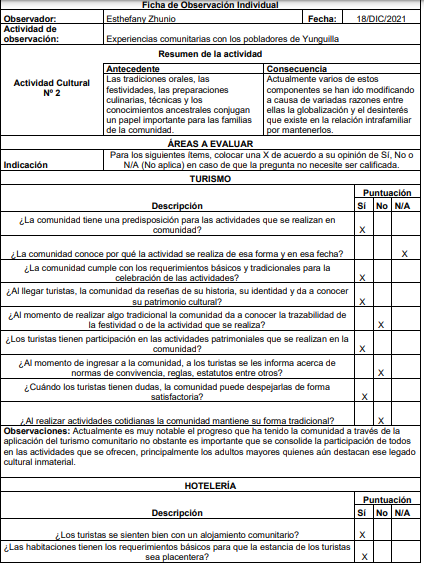 Ficha de Observación Individual
Observador: Esthefany Zhunio Fecha: 18/DIC/2021
Actividad de
observación: Experiencias comunitarias con los pobladores de Yunguilla
Resumen de la actividad
Actividad Cultural
Nº 2
Antecedente
Las tradiciones orales, las
festividades, las preparaciones
culinarias, técnicas y los
conocimientos ancestrales conjugan
un papel importante para las familias
de la comunidad.
Consecuencia
Actualmente varios de estos
componentes se han ido modificando
a causa de variadas razones entre
ellas la globalización y el desinterés
que existe en la relación intrafamiliar
por mantenerlos.
ÁREAS A EVALUAR
Indicación
Para los siguientes ítems, colocar una X de acuerdo a su opinión de Sí, No o
N/A (No aplica) en caso de que la pregunta no necesite ser calificada.
TURISMO
Puntuación
Descripción Sí No N/A
¿La comunidad tiene una predisposición para las actividades que se realizan en
comunidad? X
¿La comunidad conoce por qué la actividad se realiza de esa forma y en esa fecha? X
¿La comunidad cumple con los requerimientos básicos y tradicionales para la
celebración de las actividades? X
¿Al llegar turistas, la comunidad da reseñas de su historia, su identidad y da a conocer
su patrimonio cultural? X
¿Al momento de realizar algo tradicional la comunidad da a conocer la trazabilidad de
la festividad o de la actividad que se realiza? X
¿Los turistas tienen participación en las actividades patrimoniales que se realizan en la
comunidad? X
¿Al momento de ingresar a la comunidad, a los turistas se les informa acerca de
normas de convivencia, reglas, estatutos entre otros? X
¿Cuándo los turistas tienen dudas, la comunidad puede despejarlas de forma
satisfactoria? X
¿Al realizar actividades cotidianas la comunidad mantiene su forma tradicional? X
Observaciones: Actualmente es muy notable el progreso que ha tenido la comunidad a través de la
aplicación del turismo comunitario no obstante es importante que se consolide la participación de todos
en las actividades que se ofrecen, principalmente los adultos mayores quienes aún destacan ese legado
cultural inmaterial.
HOTELERÍA
Puntuación
Descripción Sí No N/A
¿Los turistas se sienten bien con un alojamiento comunitario? X
¿Las habitaciones tienen los requerimientos básicos para que la estancia de los turistas
sea placentera? X